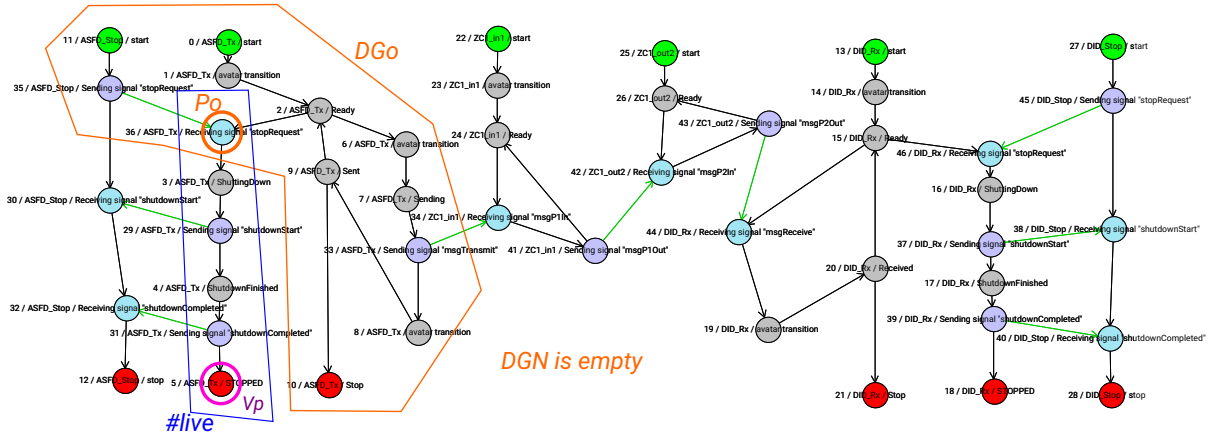 11 / ASFD_Stop / start
0 / ASFD_Tx / start
22 / ZC1_in1 / start
25 / ZC1_out2 / start
13 / DID_Rx / start
27 / DID_Stop / start
DGo
1 / ASFD_Tx / avatar transition
35 / ASFD_Stop / Sending signal "stopRequest"
23 / ZC1_in1 / avatar transition
26 / ZC1_out2 / Ready
14 / DID_Rx / avatar transition
45 / DID_Stop / Sending signal "stopRequest"
Po
2 / ASFD_Tx / Ready
36 / ASFD_Tx / Receiving signal "stopRequest"
24 / ZC1_in1 / Ready
43 / ZC1_out2 / Sending signal "msgP2Out"
15 / DID_Rx / Ready
6 / ASFD_Tx / avatar transition
46 / DID_Rx / Receiving signal "stopRequest"
9 / ASFD_Tx / Sent
42 / ZC1_out2 / Receiving signal "msgP2In"
3 / ASFD_Tx / ShuttingDown
16 / DID_Rx / ShuttingDown
7 / ASFD_Tx / Sending
30 / ASFD_Stop / Receiving signal "shutdownStart"
34 / ZC1_in1 / Receiving signal "msgP1In"
29 / ASFD_Tx / Sending signal "shutdownStart"
44 / DID_Rx / Receiving signal "msgReceive"
38 / DID_Stop / Receiving signal "shutdownStart"
33 / ASFD_Tx / Sending signal "msgTransmit"
41 / ZC1_in1 / Sending signal "msgP1Out"
37 / DID_Rx / Sending signal "shutdownStart"
20 / DID_Rx / Received
4 / ASFD_Tx / ShutdownFinished
17 / DID_Rx / ShutdownFinished
32 / ASFD_Stop / Receiving signal "shutdownCompleted"
31 / ASFD_Tx / Sending signal "shutdownCompleted"
8 / ASFD_Tx / avatar transition
19 / DID_Rx / avatar transition
39 / DID_Rx / Sending signal "shutdownCompleted"
40 / DID_Stop / Receiving signal "shutdownCompleted"
DGN is empty
12 / ASFD_Stop / stop
5 / ASFD_Tx / STOPPED
10 / ASFD_Tx / Stop
21 / DID_Rx / Stop
18 / DID_Rx / STOPPED
28 / DID_Stop / stop
Vp
#live